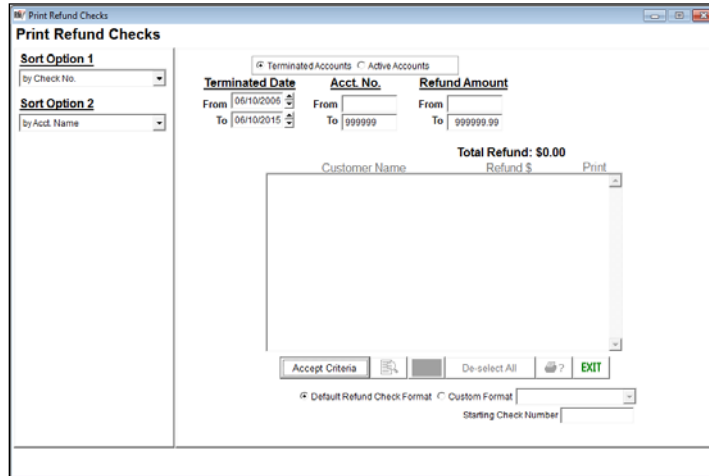 Print Refund Checks
Print Refund Checks
Sort Option 1
by Check No.
Sort Option 2
by Acct. Name
Terminated Accounts Active Accounts
Terminated Date Acct. No. Refund Amount
From 06/10/2006 From From
To 06/10/2015 To 999999 To 999999.99
Total Refund: $0.00
Customer Name Refund $ Print
Accept Criteria De-select All ? EXIT
Default Refund Check Format Custom Format
Starting Check Number